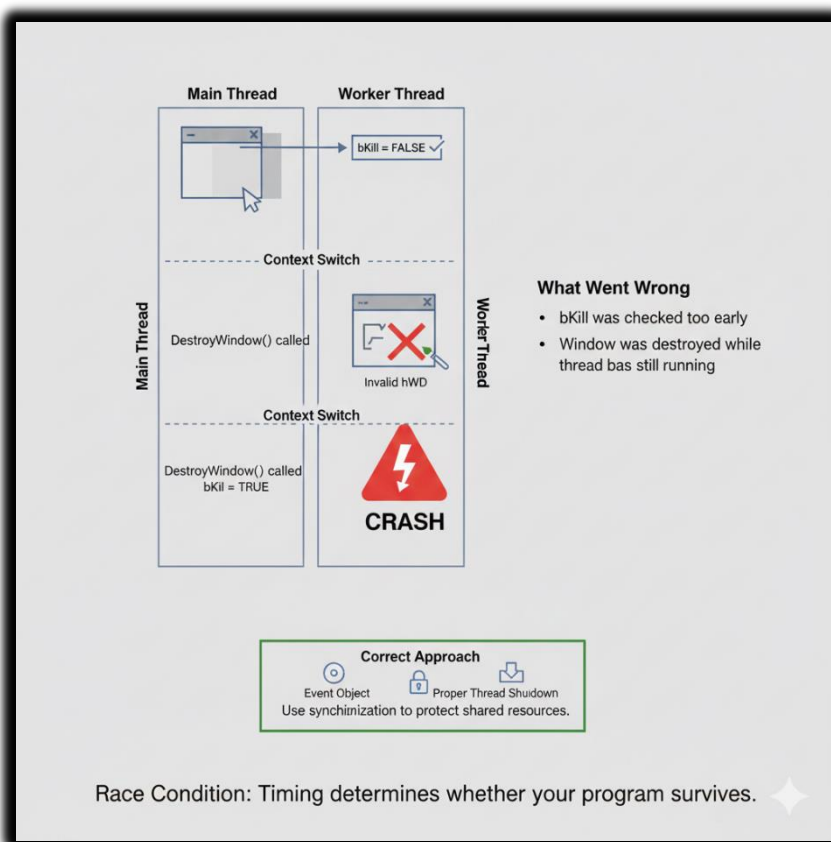 Main Thread
Worker Thread
bKill = FALSE
Context Switch
Main Thread
DestroyWindow() called
Invalid hWD
Worker Thead
Context Switch
DestroyWindow() called
bKil = TRUE
CRASH
What Went Wrong
• bKill was checked too early
• Window was destroyed while
thread bas still running
Correct Approach
Event Object
Proper Thread Shuidown
Use synchimization to protect shared resources.
Race Condition: Timing determines whether your program survives.